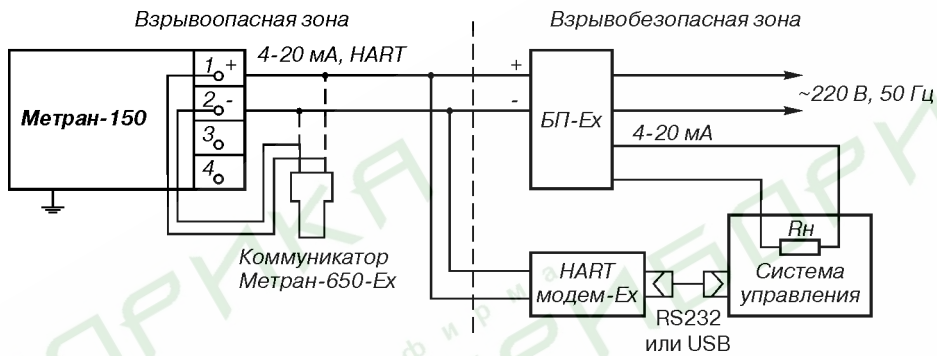 Взрывоопасная зона
Взрывобезопасная зона
4-20 мА, HART
1 +
2 -
3
4
Метран-150
+
-
БП-Ex
~220 В, 50 Гц
4-20 мА
Rн
Система
управления
Коммуникатор
Метран-650-Ex
HART
модем-Ex
RS232
или USB
фирма